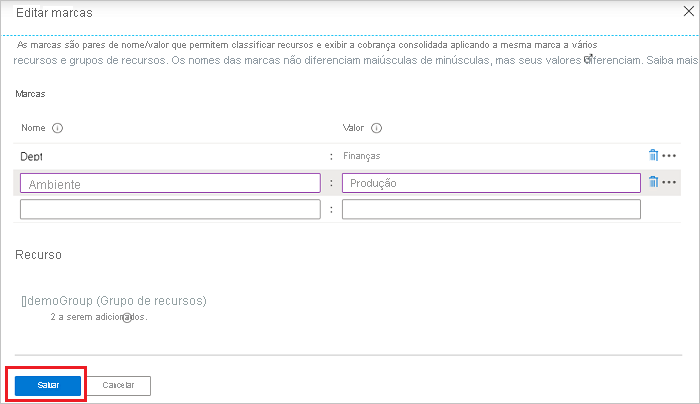 Editar marcas
As marcas são pares de nome/valor que permitem classificar recursos e exibir a cobrança consolidada aplicando a mesma marca a vários
recursos e grupos de recursos. Os nomes das marcas não diferenciam maiúsculas de minúsculas, mas seus valores diferenciam. Saiba mais
Marcas
Nome Valor
Dept : Finanças
Ambiente : Produção
:
Recurso
[]demoGroup (Grupo de recursos)
2 a serem adicionados.
Salvar Cancelar